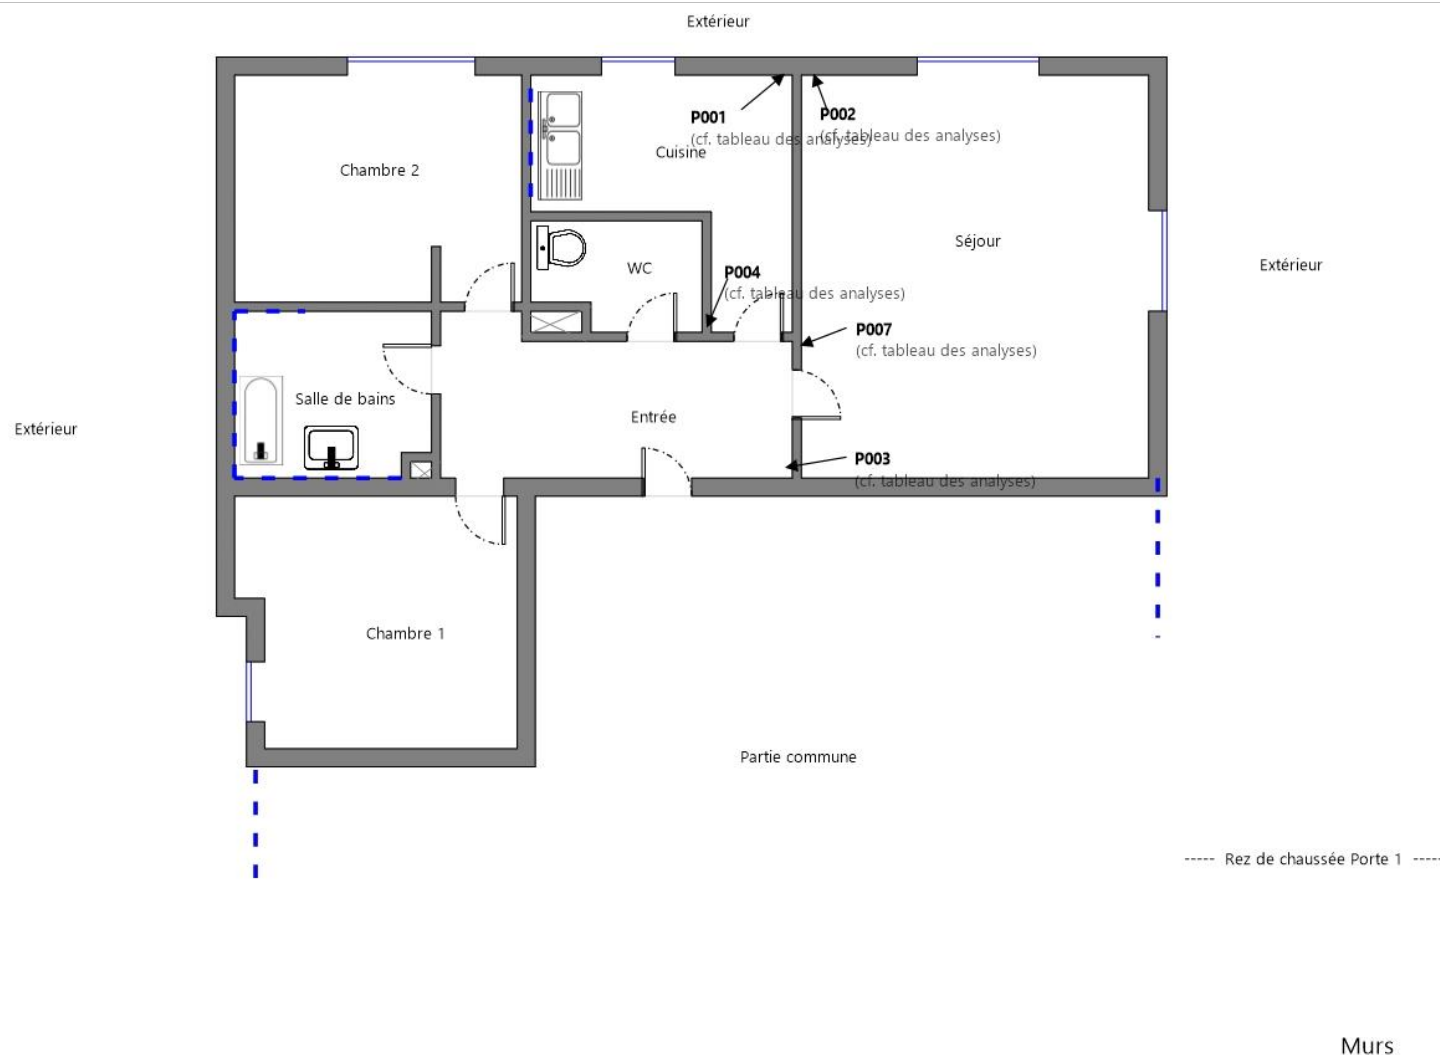 Extérieur
P001
(cf. tableau des analyses)
P002
(cf. tableau des analyses)
Cuisine
Chambre 2
Séjour
Extérieur
WC
P004
(cf. tableau des analyses)
P007
(cf. tableau des analyses)
Salle de bains
Entrée
Extérieur
P003
(cf. tableau des analyses)
Chambre 1
Partie commune
----- Rez de chaussée Porte 1 -----
Murs